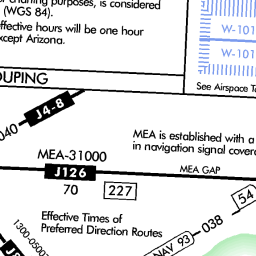 purposes, is considered
(WGS 84).
ffective hours will be one hour
xcept Arizona.
W-101
W-101
OUPING
See Airspace
J4-8
040
MEA is established with a
in navigation signal
MEA-31000
MEA GAP
J126
70
227
54
Effective Times of
Preferred Direction Routes
038
NAV 93